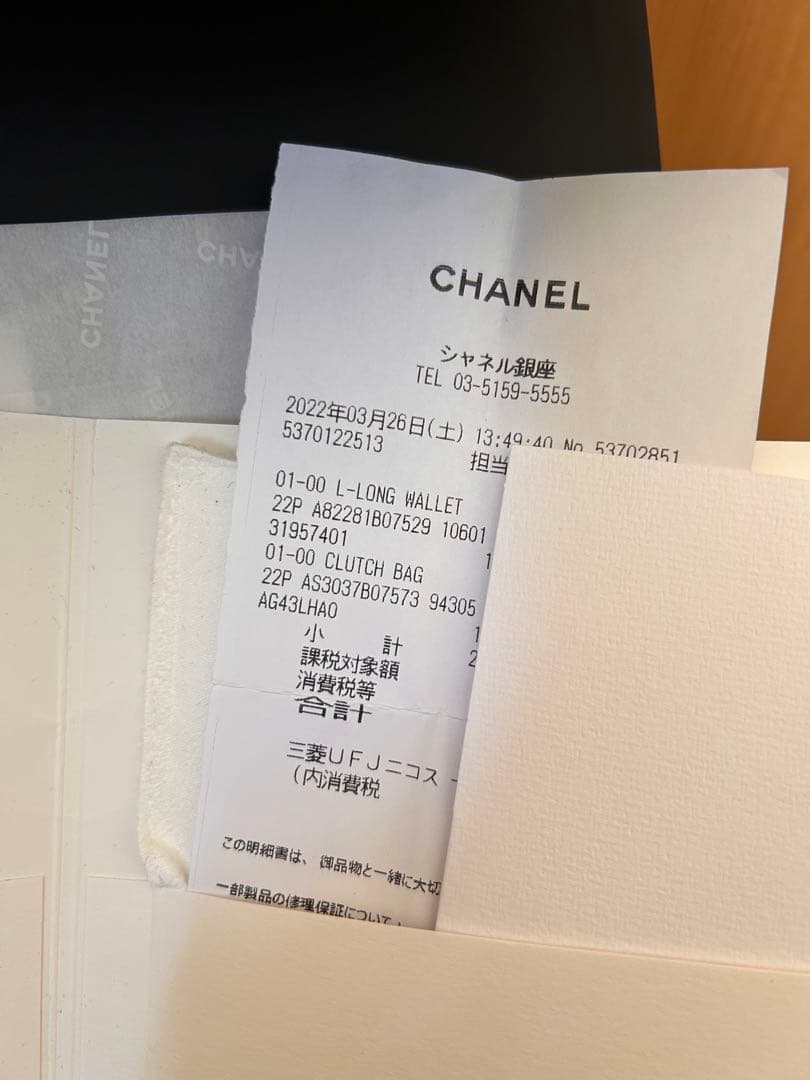 CHANEL
CHANEL
CHANEL
シャネル銀座
TEL 03-5159-5555
2022年03月26日(土) 13:49:40 No 53702851
5370122513 担当
01-00 L-LONG WALLET
22P A82281B07529 10601
31957401 1
01-00 CLUTCH BAG
22P AS3037B07573 94305
AG43LHA0 1
小 計 2
課税対象額
消費税等
合計
三菱UFJニコス
(内消費税
この明細書は、御品物と一緒に大切
一部製品の修理保証について